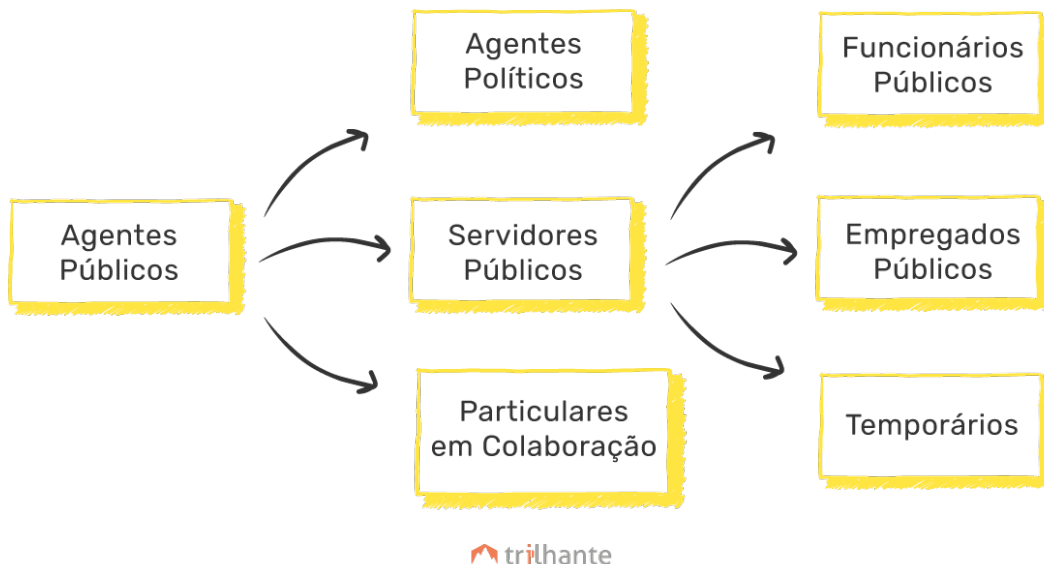 Agentes
Políticos
Funcionários
Públicos
Agentes
Públicos
Servidores
Públicos
Empregados
Públicos
Particulares
em Colaboração
Temporários
trilhante